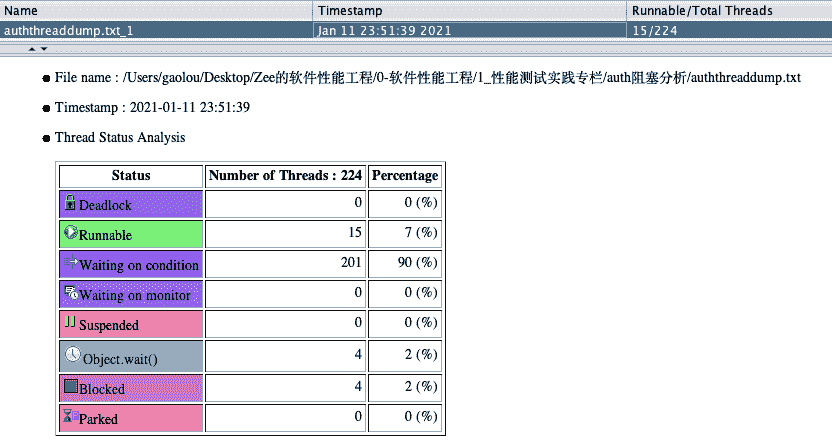 Name Timestamp Runnable/Total Threads
auththreaddump.txt_1 Jan 11 23:51:39 2021 15/224
File name : /Users/gaolou/Desktop/Zee的软件性能工程/0-软件性能工程/1_性能测试实践专栏/auth阻塞分析/auththreaddump.txt
Timestamp : 2021-01-11 23:51:39
Thread Status Analysis
Status Number of Threads : 224 Percentage
Deadlock 0 0 (%)
Runnable 15 7 (%)
Waiting on condition 201 90 (%)
Waiting on monitor 0 0 (%)
Suspended 0 0 (%)
Object.wait() 4 2 (%)
Blocked 4 2 (%)
Parked 0 0 (%)